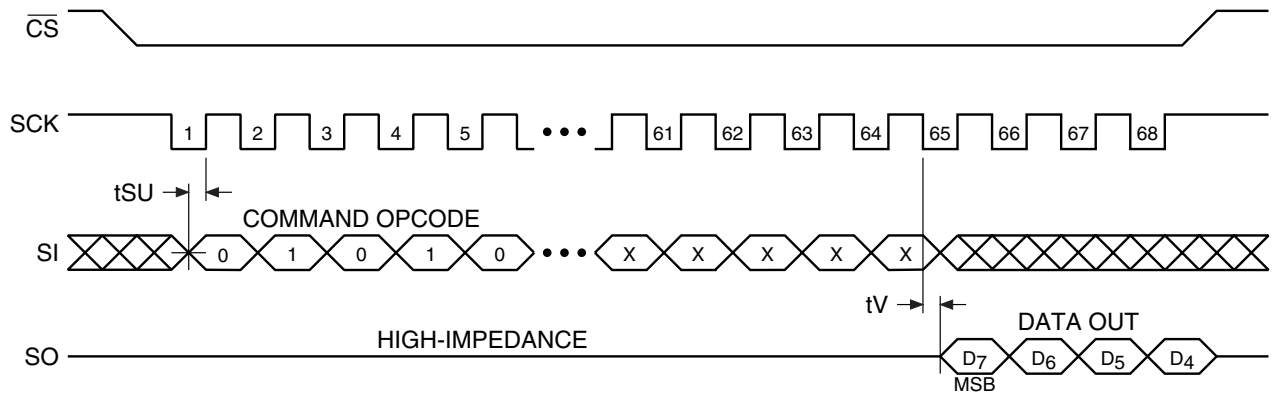 CS
SCK 1 2 3 4 5 ••• 61 62 63 64 65 66 67 68
tSU
COMMAND OPCODE
SI 0 1 0 1 0 ••• X X X X X
tV
HIGH-IMPEDANCE DATA OUT
SO D7 D6 D5 D4
MSB